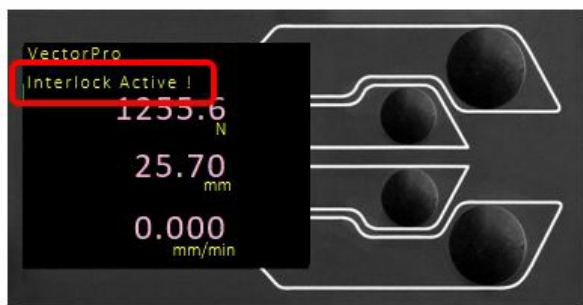 VectorPro
Interlock Active !
1255.6
N
25.70
mm
0.000
mm/min